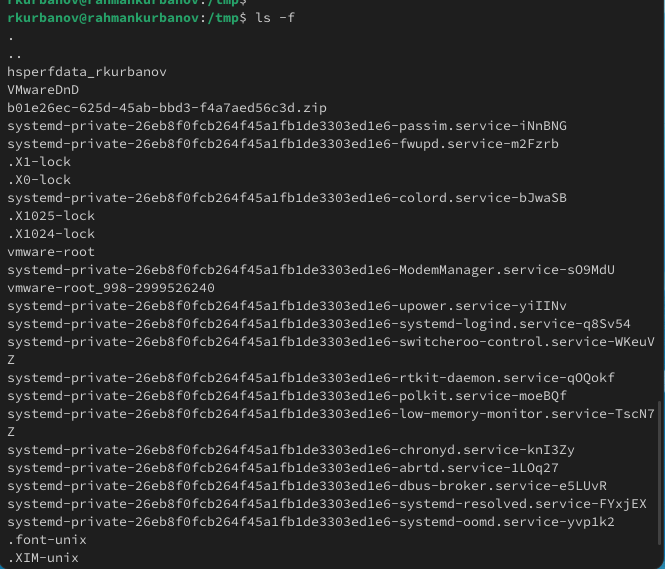 rkurbanov@rahmankurbanov:/tmp$
rkurbanov@rahmankurbanov:/tmp$ ls -f
.
..
hsperfdata_rkurbanov
VMwareDnD
b01e26ec-625d-45ab-bbd3-f4a7aed56c3d.zip
systemd-private-26eb8f0fcb264f45a1fb1de3303ed1e6-passim.service-iNnBNG
systemd-private-26eb8f0fcb264f45a1fb1de3303ed1e6-fwupd.service-m2Fzrb
.X1-lock
.X0-lock
systemd-private-26eb8f0fcb264f45a1fb1de3303ed1e6-colord.service-bJwaSB
.X1025-lock
.X1024-lock
vmware-root
systemd-private-26eb8f0fcb264f45a1fb1de3303ed1e6-ModemManager.service-sO9MdU
vmware-root_998-2999526240
systemd-private-26eb8f0fcb264f45a1fb1de3303ed1e6-upower.service-yiIINv
systemd-private-26eb8f0fcb264f45a1fb1de3303ed1e6-systemd-logind.service-q8Sv54
systemd-private-26eb8f0fcb264f45a1fb1de3303ed1e6-switcheroo-control.service-WKeuV
Z
systemd-private-26eb8f0fcb264f45a1fb1de3303ed1e6-rtkit-daemon.service-qOQokf
systemd-private-26eb8f0fcb264f45a1fb1de3303ed1e6-polkit.service-moeBQf
systemd-private-26eb8f0fcb264f45a1fb1de3303ed1e6-low-memory-monitor.service-TscN7
Z
systemd-private-26eb8f0fcb264f45a1fb1de3303ed1e6-chronyd.service-knI3Zy
systemd-private-26eb8f0fcb264f45a1fb1de3303ed1e6-abrtd.service-1LOq27
systemd-private-26eb8f0fcb264f45a1fb1de3303ed1e6-dbus-broker.service-e5LUvR
systemd-private-26eb8f0fcb264f45a1fb1de3303ed1e6-systemd-resolved.service-FYxjEX
systemd-private-26eb8f0fcb264f45a1fb1de3303ed1e6-systemd-oomd.service-yvp1k2
.font-unix
.XIM-unix